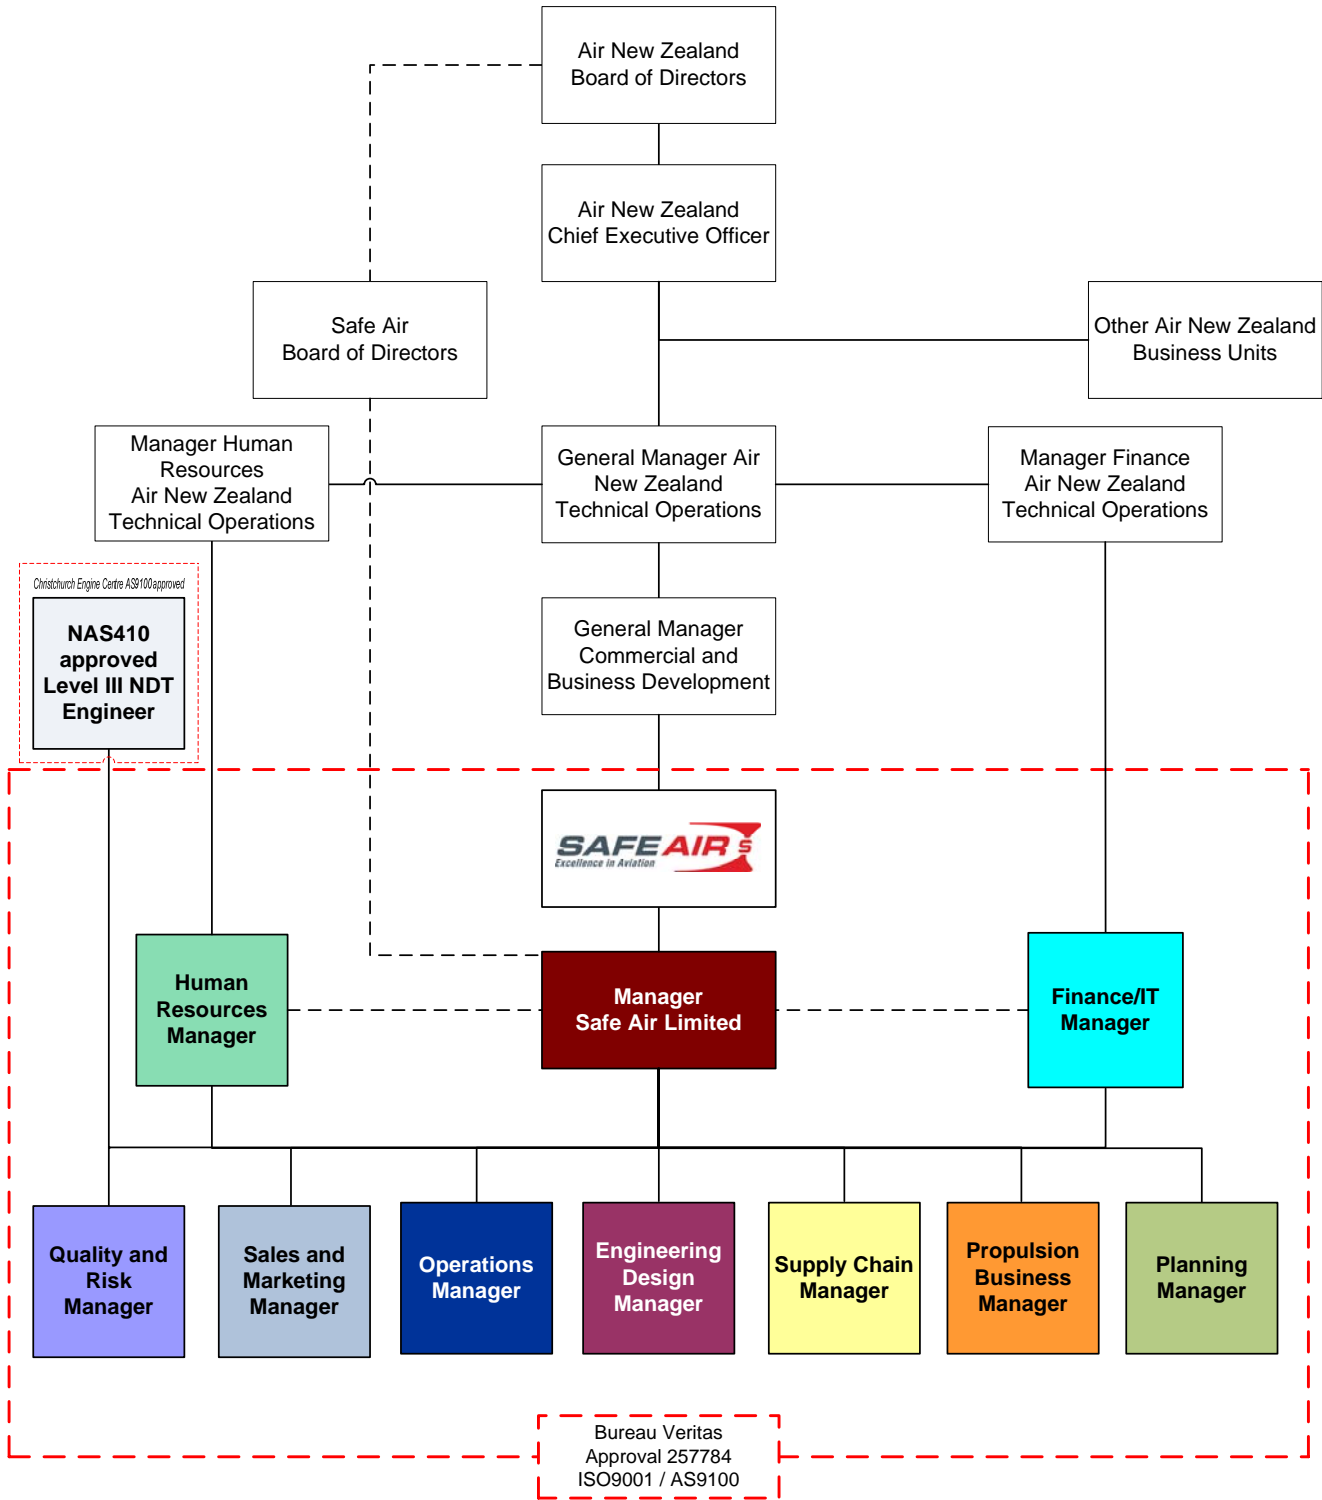 Air New Zealand
Board of Directors
Air New Zealand
Chief Executive Officer
Safe Air
Board of Directors
Other Air New Zealand
Business Units
Manager Human
Resources
Air New Zealand
Technical Operations
General Manager Air
New Zealand
Technical Operations
Manager Finance
Air New Zealand
Technical Operations
Christchurch Engine Centre AS9100 approved
NAS410
approved
Level III NDT
Engineer
General Manager
Commercial and
Business Development
SAFE AIR S
Excellence in Aviation
Human
Resources
Manager
Manager
Safe Air Limited
Finance/IT
Manager
Quality and
Risk
Manager
Sales and
Marketing
Manager
Operations
Manager
Engineering
Design
Manager
Supply Chain
Manager
Propulsion
Business
Manager
Planning
Manager
Bureau Veritas
Approval 257784
ISO9001 / AS9100